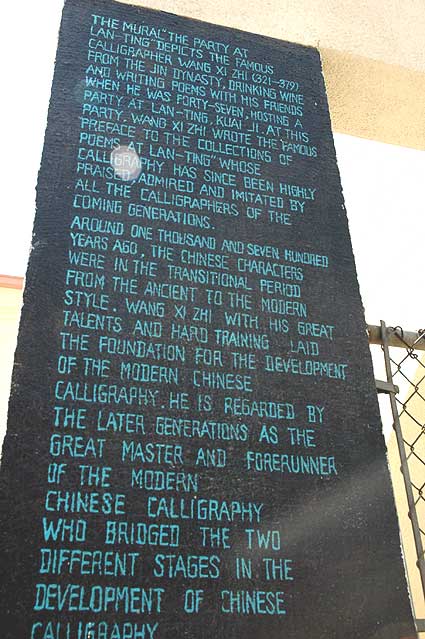 THE MURAL "THE PARTY AT
LAN-TING" DEPICTS THE FAMOUS
CALLIGRAPHER WANG XI ZHI (321-379)
FROM THE JIN DYNASTY, DRINKING WINE
AND WRITING POEMS WITH HIS FRIENDS
WHEN HE WAS FORTY-SEVEN, HOSTING A
PARTY AT LAN-TING, KUAI JI. AT THIS
PARTY, WANG XI ZHI WROTE THE FAMOUS
PREFACE TO THE COLLECTIONS OF
POEMS AT LAN-TING" WHOSE
CALLIGRAPHY HAS SINCE BEEN HIGHLY
PRAISED, ADMIRED AND IMITATED BY
ALL THE CALLIGRAPHERS OF THE
COMING GENERATIONS.
AROUND ONE THOUSAND AND SEVEN HUNDRED
YEARS AGO, THE CHINESE CHARACTERS
WERE IN THE TRANSITIONAL PERIOD
FROM THE ANCIENT TO THE MODERN
STYLE. WANG XI ZHI WITH HIS GREAT
TALENTS AND HARD TRAINING LAID
THE FOUNDATION FOR THE DEVELOPMENT
OF THE MODERN CHINESE
CALLIGRAPHY. HE IS REGARDED BY
THE LATER GENERATIONS AS THE
GREAT MASTER AND FORERUNNER
OF THE MODERN
CHINESE CALLIGRAPHY
WHO BRIDGED THE TWO
DIFFERENT STAGES IN THE
DEVELOPMENT OF CHINESE
CALLIGRAPHY